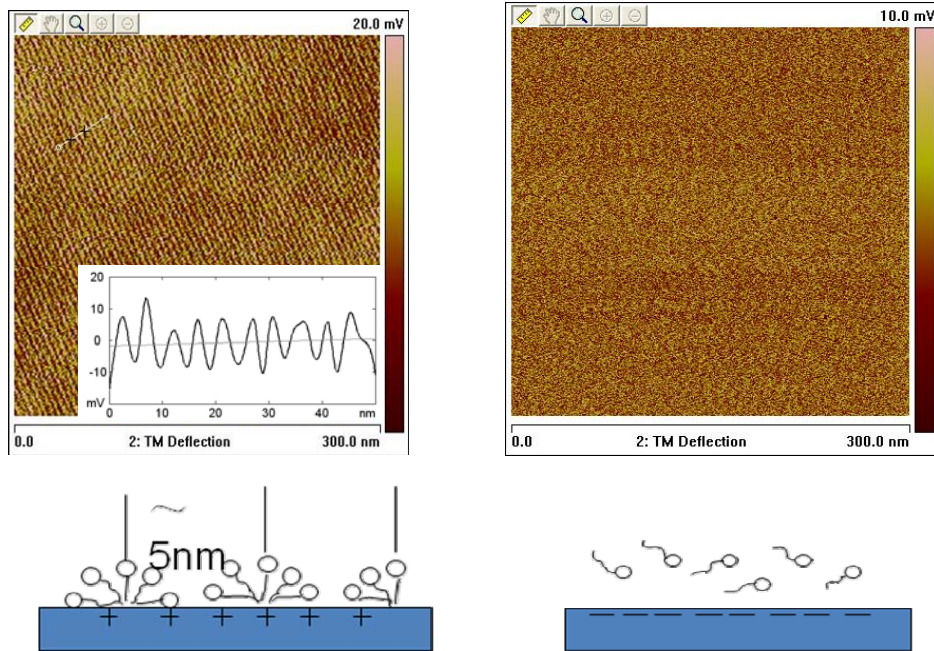 20.0 mV
20
10
0
-10
mV
0 10 20 30 40 nm
0.0 2: TM Deflection 300.0 nm
10.0 mV
0.0 2: TM Deflection 300.0 nm
5nm
+ + + + + +